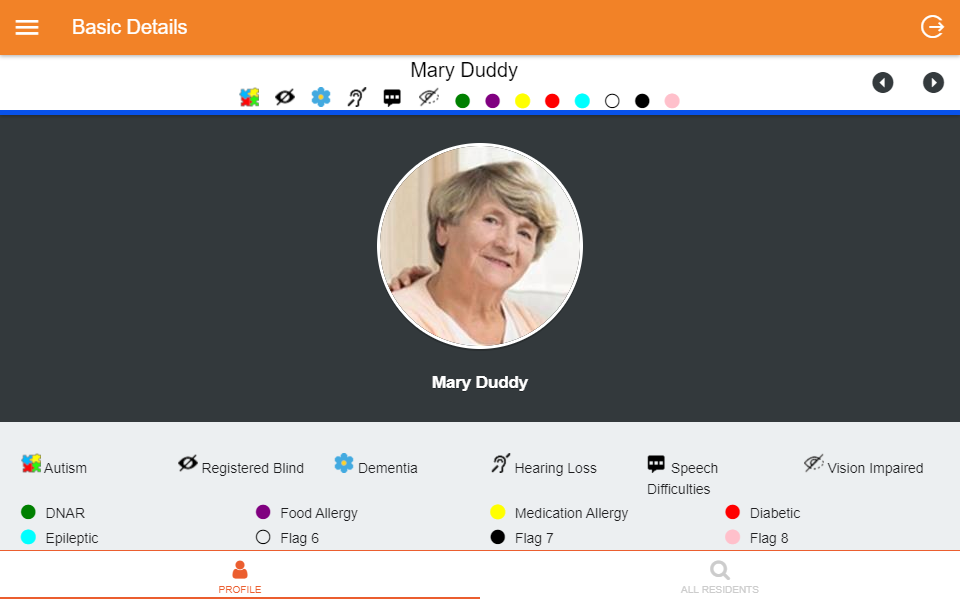 Basic Details
Mary Duddy
Mary Duddy
Autism
Registered Blind
Dementia
Hearing Loss
Speech
Difficulties
Vision Impaired
DNAR
Food Allergy
Medication Allergy
Diabetic
Epileptic
Flag 6
Flag 7
Flag 8
PROFILE
ALL RESIDENTS